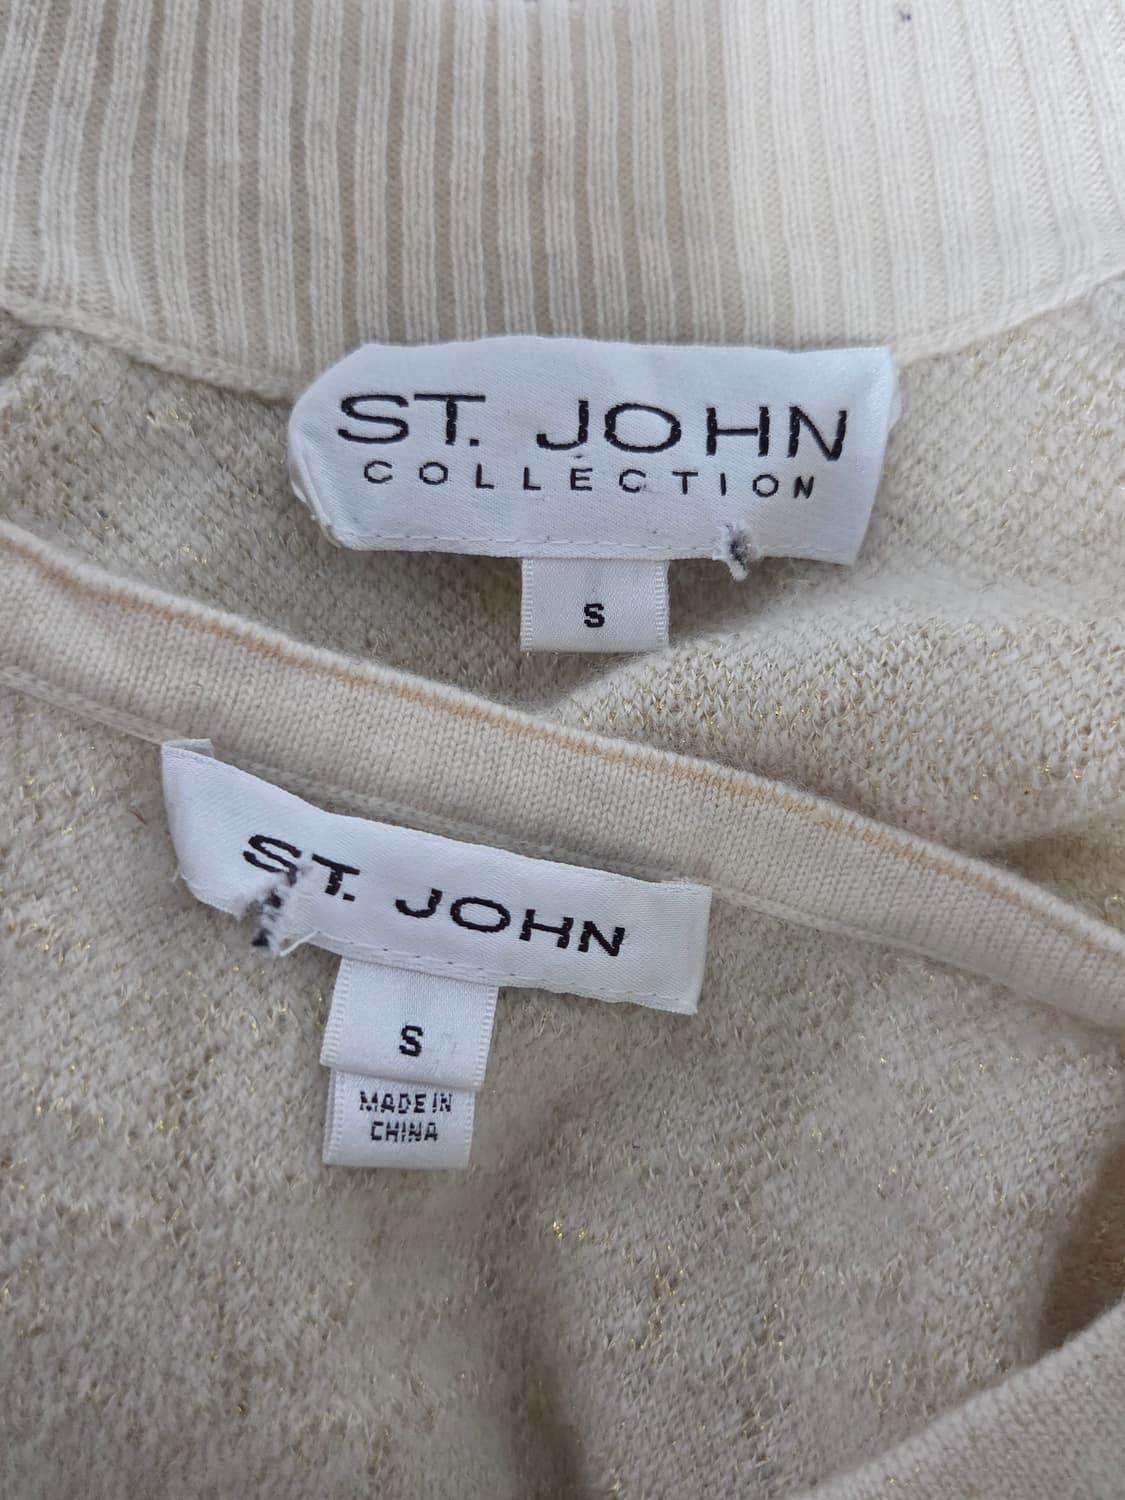 ST. JOHN
COLLECTION
S
ST. JOHN
S
MADE IN
CHINA